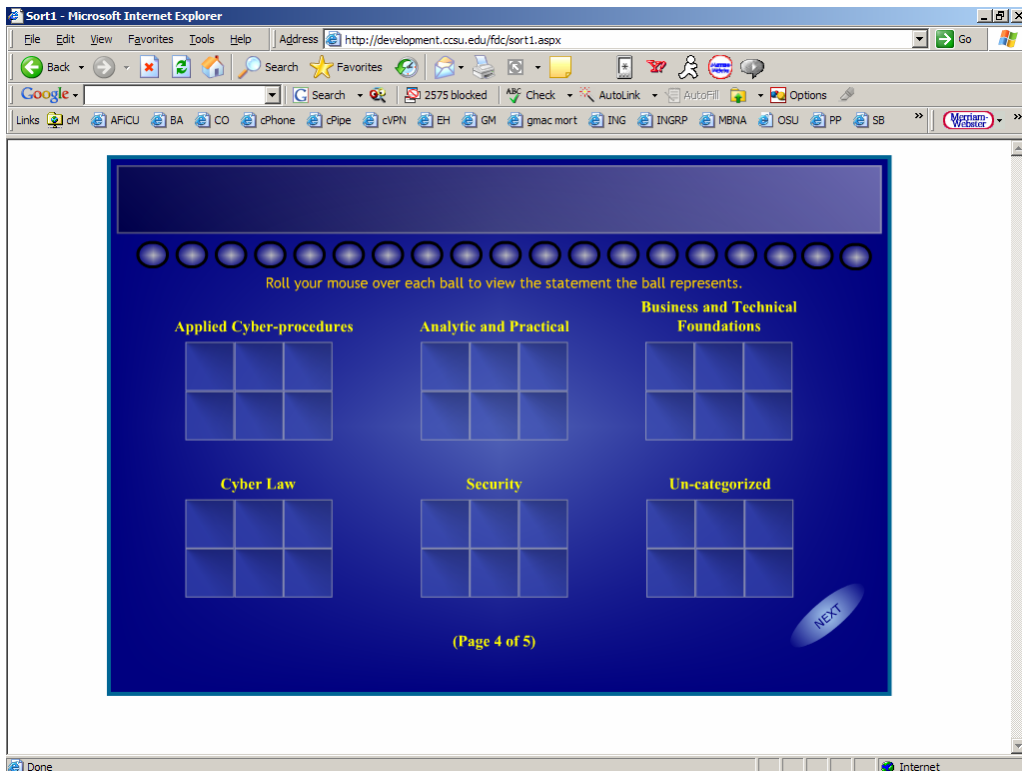 Sort1 - Microsoft Internet Explorer
File Edit View Favorites Tools Help Address http://development.ccsu.edu/fdc/sort1.aspx Go
Back Search Favorites
Google Search 2575 blocked ABC Check AutoLink AutoFill Options
Links cM AFiCU BA CO cPhone cPipe cVPN EH GM gmac mort ING INGRP MBNA OSU PP SB » Merriam-Webster »
Roll your mouse over each ball to view the statement the ball represents.
Applied Cyber-procedures
Analytic and Practical
Business and Technical
Foundations
Cyber Law
Security
Un-categorized
NEXT
(Page 4 of 5)
Done Internet